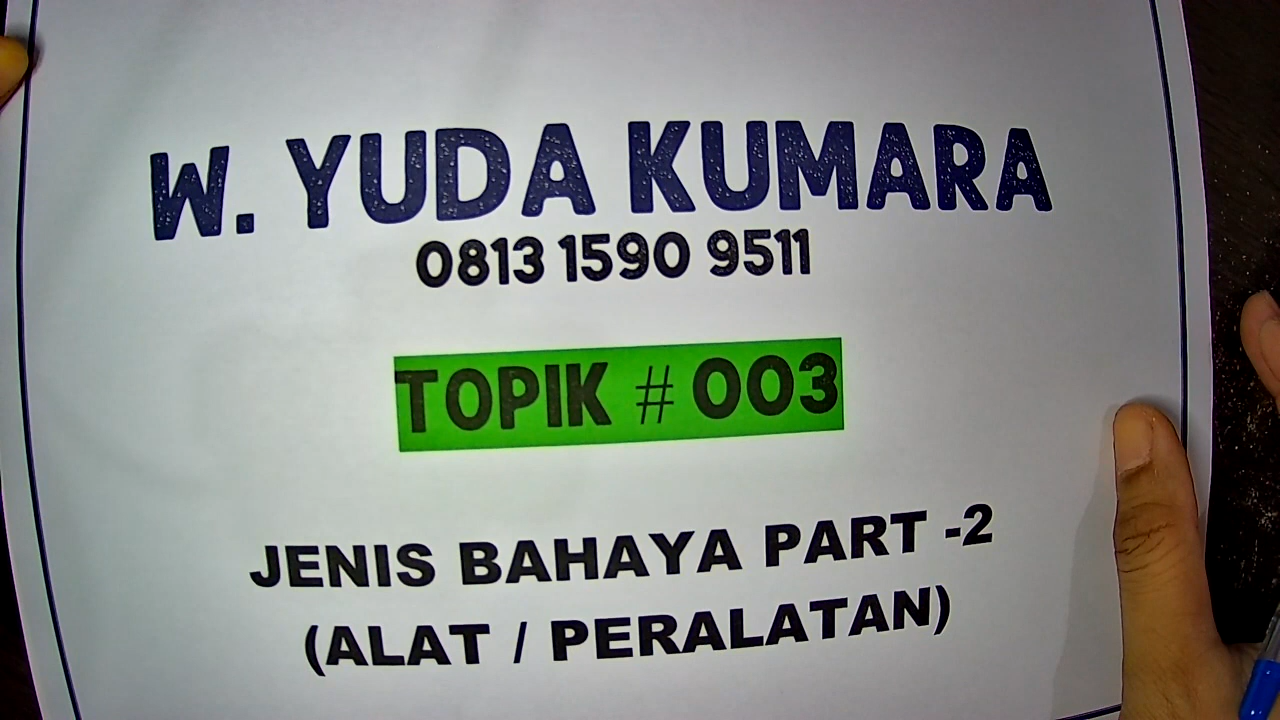 W. YUDA KUMARA
0813 1590 9511
TOPIK # 003
JENIS BAHAYA PART -2
(ALAT / PERALATAN)